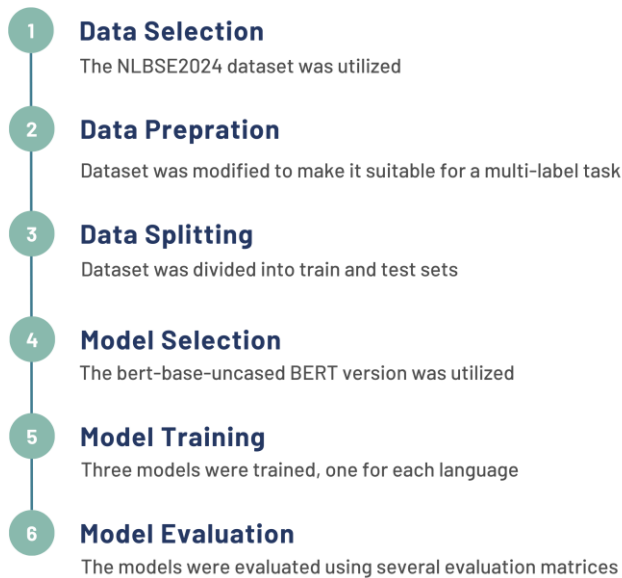 1
Data Selection
The NLBSE2024 dataset was utilized
2
Data Prepration
Dataset was modified to make it suitable for a multi-label task
3
Data Splitting
Dataset was divided into train and test sets
4
Model Selection
The bert-base-uncased BERT version was utilized
5
Model Training
Three models were trained, one for each language
6
Model Evaluation
The models were evaluated using several evaluation matrices